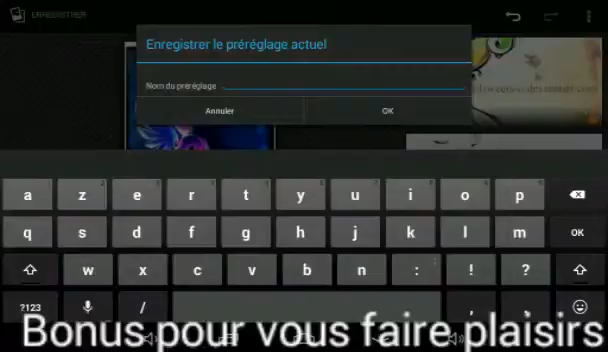 ENREGISTRER
Enregistrer le préréglage actuel
Nom du préréglage
Annuler OK
a z e r t y u i o p
q s d f g h j k l m OK
w x c v b n : ! ?
?123 / ,
Bonus pour vous faire plaisirs